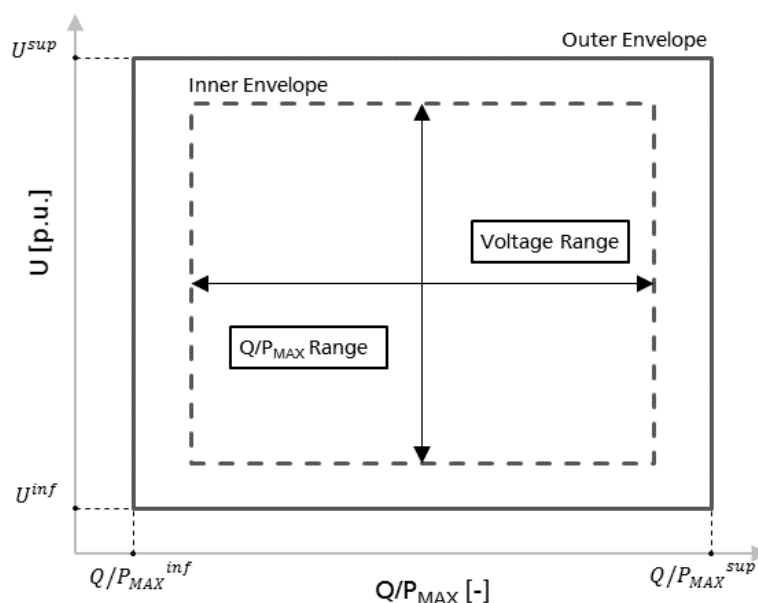 U^sup
Outer Envelope
Inner Envelope
U [p.u.]
Voltage Range
Q/P_MAX Range
U^inf
Q/P_MAX^inf
Q/P_MAX [-]
Q/P_MAX^sup